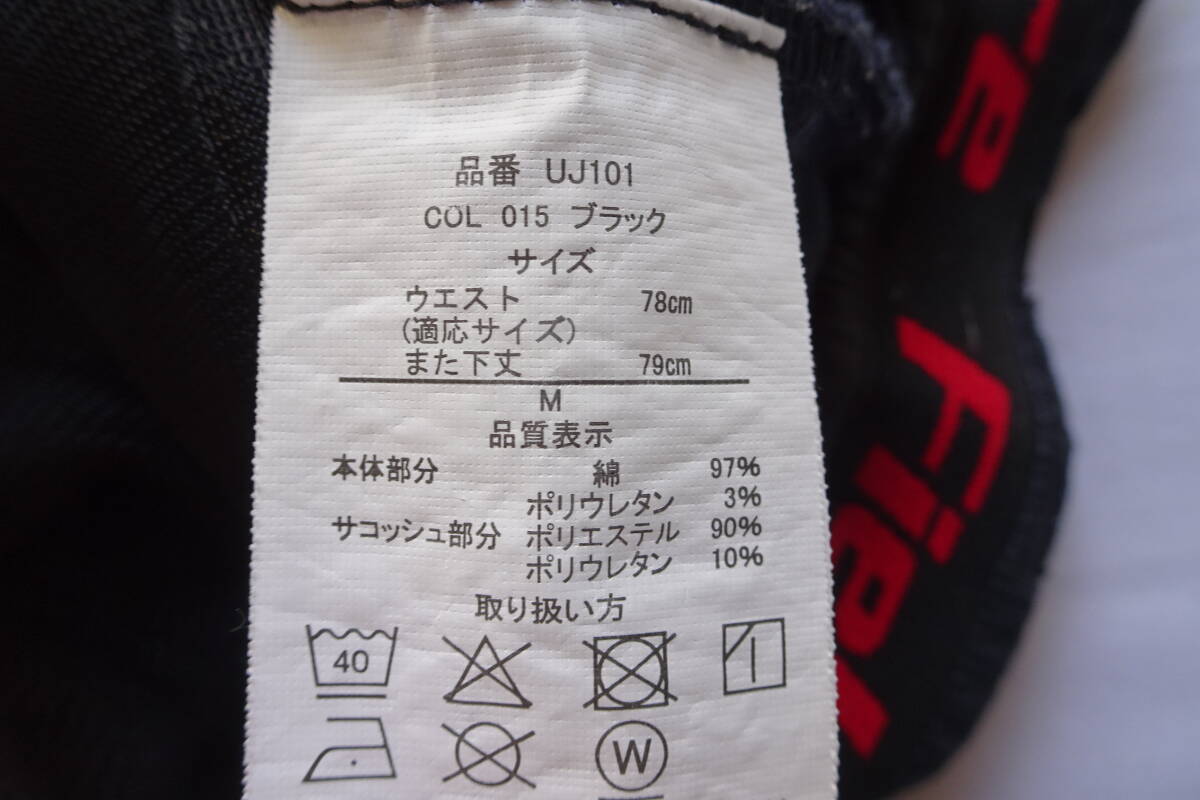 品番 UJ101
COL 015 ブラック
サイズ
ウエスト 78cm
(適応サイズ)
また下丈 79cm
M
品質表示
本体部分 綿 97%
ポリウレタン 3%
サコッシュ部分 ポリエステル 90%
ポリウレタン 10%
取り扱い方
40
W
re
Fiel